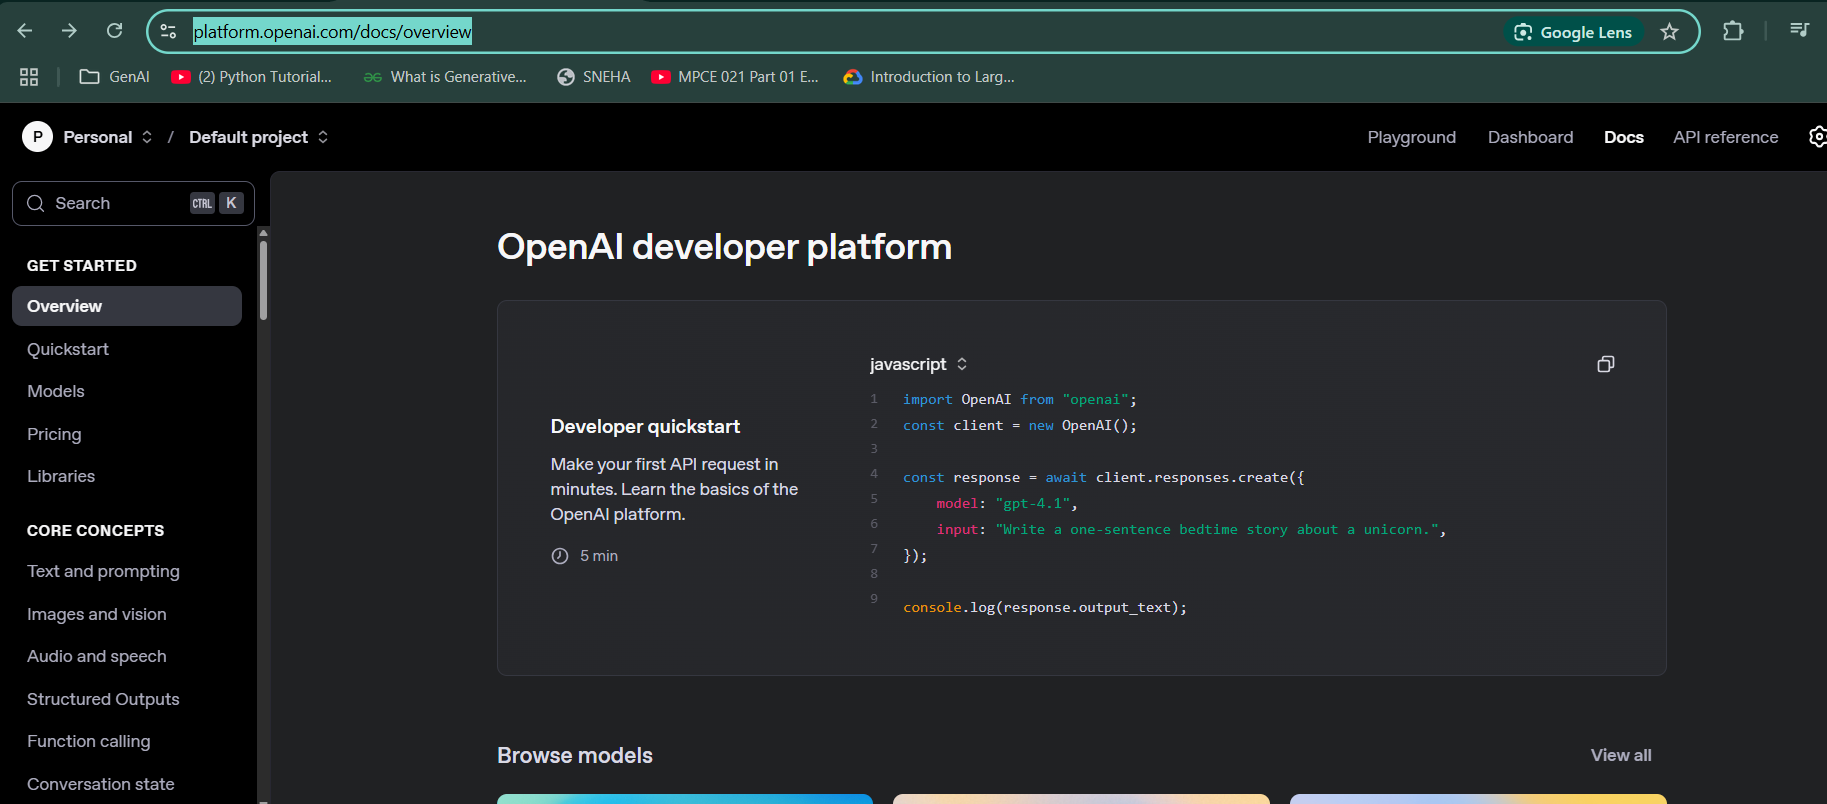 platform.openai.com/docs/overview
Google Lens
GenAI
(2) Python Tutorial...
What is Generative...
SNEHA
MPCE 021 Part 01 E...
Introduction to Larg...
P Personal / Default project
Playground Dashboard Docs API reference
Search CTRL K
GET STARTED
Overview
Quickstart
Models
Pricing
Libraries
CORE CONCEPTS
Text and prompting
Images and vision
Audio and speech
Structured Outputs
Function calling
Conversation state
OpenAI developer platform
Developer quickstart
Make your first API request in
minutes. Learn the basics of the
OpenAI platform.
5 min
javascript
1 import OpenAI from "openai";
2 const client = new OpenAI();
3
4 const response = await client.responses.create({
5 model: "gpt-4.1",
6 input: "Write a one-sentence bedtime story about a unicorn.",
7 });
8
9 console.log(response.output_text);
Browse models
View all